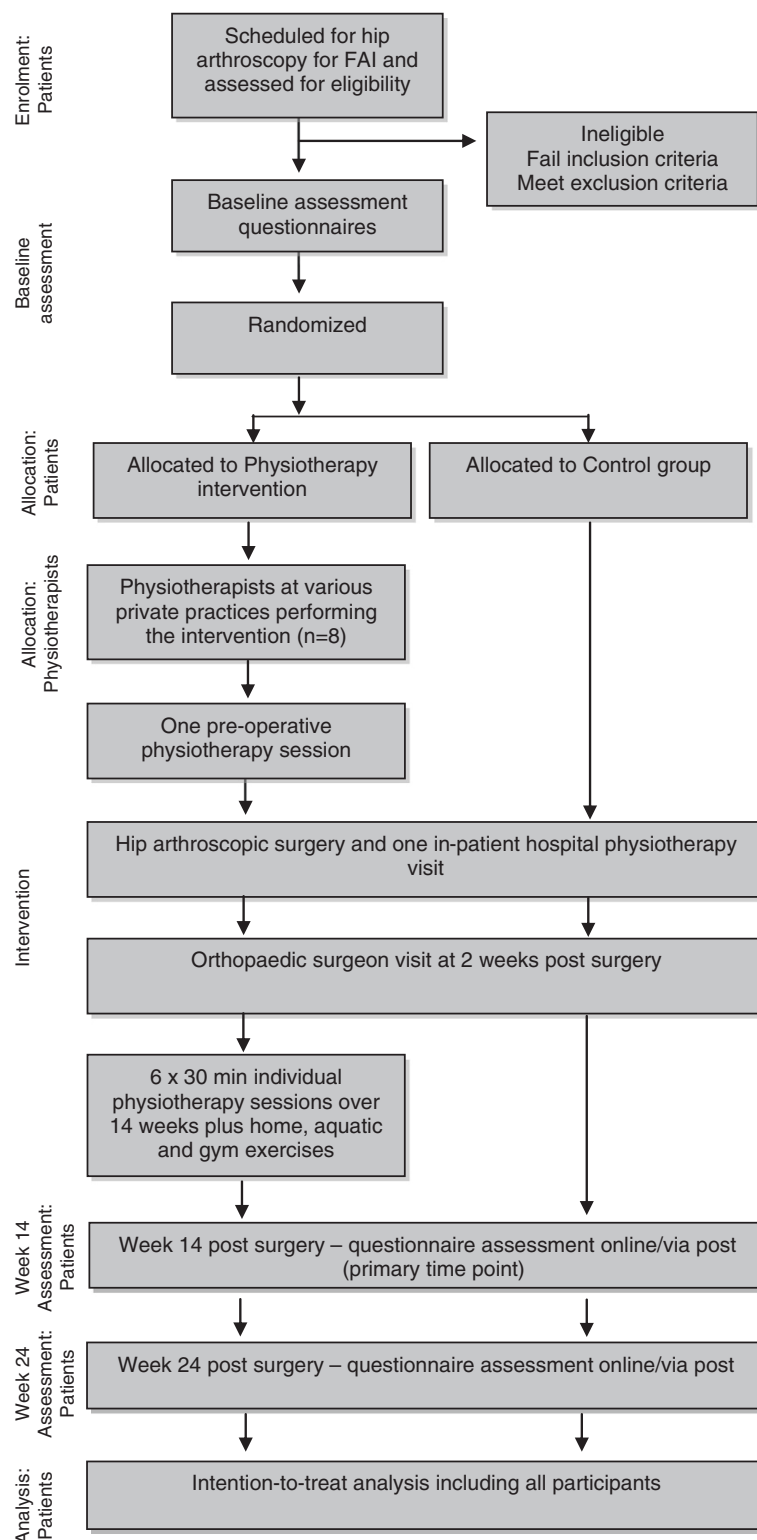 Enrolment:
Patients
Scheduled for hip
arthroscopy for FAI and
assessed for eligibility
Ineligible
Fail inclusion criteria
Meet exclusion criteria
Baseline
assessment
Baseline assessment
questionnaires
Randomized
Allocation:
Patients
Allocated to Physiotherapy
intervention
Allocated to Control group
Allocation:
Physiotherapists
Physiotherapists at various
private practices performing
the intervention (n=8)
One pre-operative
physiotherapy session
Intervention
Hip arthroscopic surgery and one in-patient hospital physiotherapy
visit
Orthopaedic surgeon visit at 2 weeks post surgery
6 x 30 min individual
physiotherapy sessions over
14 weeks plus home, aquatic
and gym exercises
Week 14
Assessment:
Patients
Week 14 post surgery – questionnaire assessment online/via post
(primary time point)
Week 24
Assessment:
Patients
Week 24 post surgery – questionnaire assessment online/via post
Analysis:
Patients
Intention-to-treat analysis including all participants